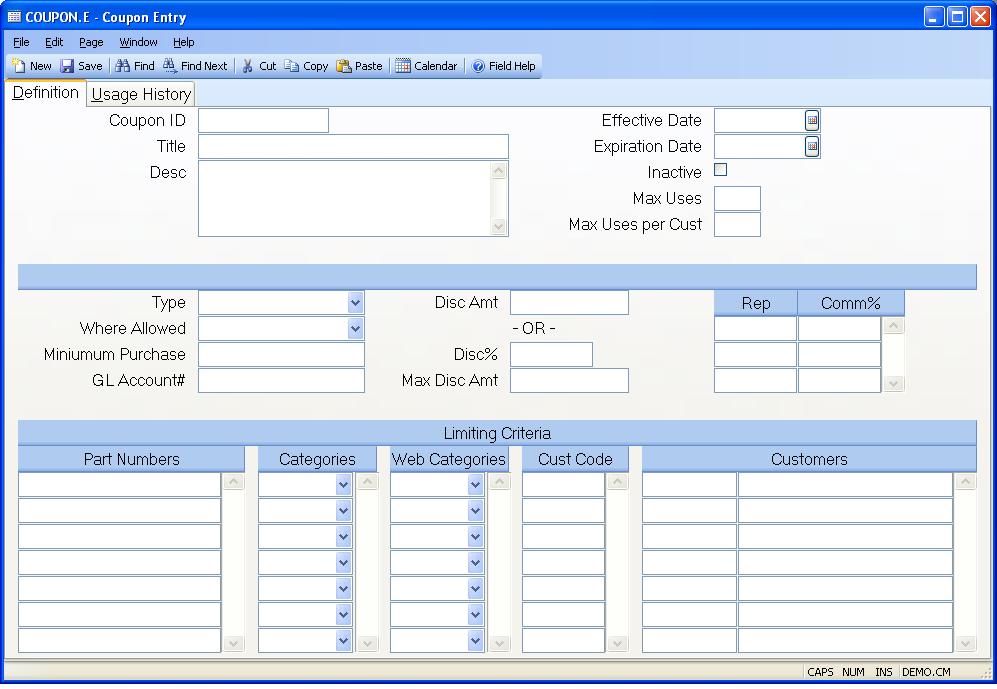 COUPON.E - Coupon Entry
File Edit Page Window Help
New Save Find Find Next Cut Copy Paste Calendar Field Help
Definition Usage History
Coupon ID Effective Date
Title Expiration Date
Desc Inactive
Max Uses
Max Uses per Cust
Type Disc Amt Rep Comm%
Where Allowed - OR -
Miniumum Purchase Disc%
GL Account# Max Disc Amt
Limiting Criteria
Part Numbers Categories Web Categories Cust Code Customers
CAPS NUM INS DEMO.CM